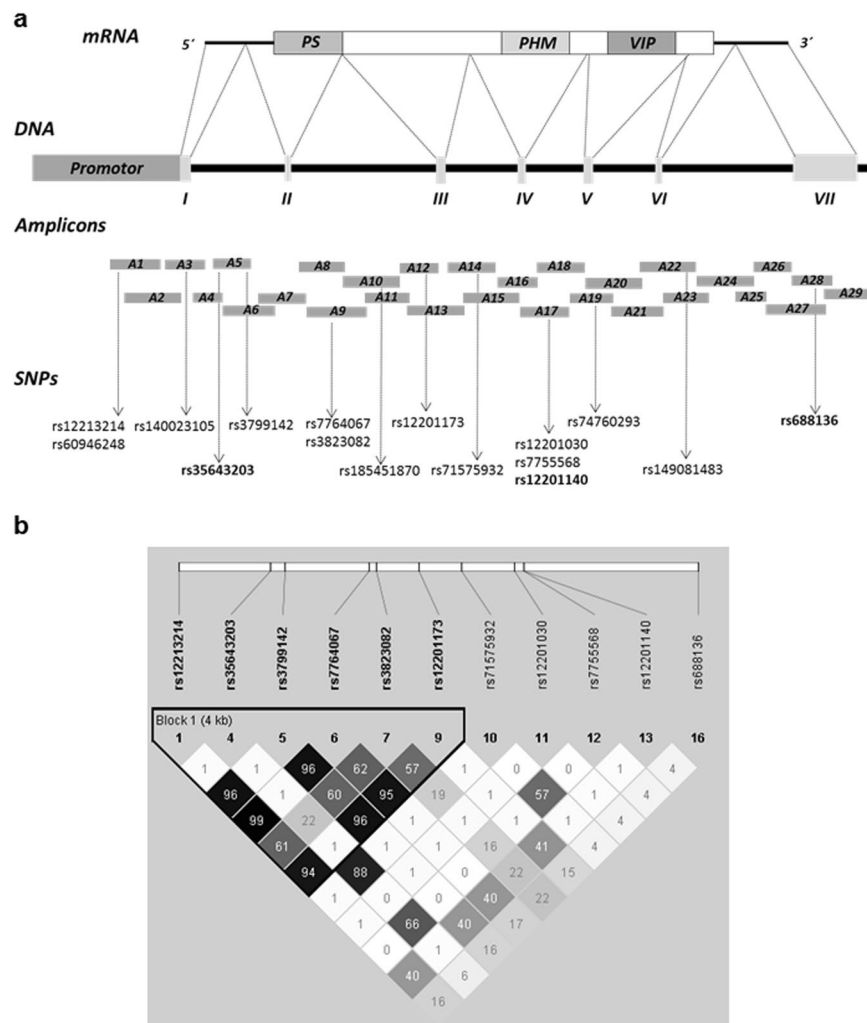 a
mRNA
5´ PS PHM VIP 3´
DNA
Promotor
I II III IV V VI VII
Amplicons
A1 A3 A5 A8 A10 A12 A14 A16 A18 A20 A22 A24 A26 A28
A2 A4 A6 A7 A9 A11 A13 A15 A17 A19 A21 A23 A25 A27 A29
SNPs
rs12213214 rs140023105 rs3799142 rs7764067 rs12201173 rs74760293 rs688136
rs60946248 rs3823082 rs12201030
rs35643203 rs185451870 rs71575932 rs7755568 rs149081483
rs12201140
b
rs12213214
rs35643203
rs3799142
rs7764067
rs3823082
rs12201173
rs71575932
rs12201030
rs7755568
rs12201140
rs688136
Block 1 (4 kb)
1 4 5 6 7 9 10 11 12 13 16
1 1 96 62 57 1 0 0 1 4
96 1 60 95 19 1 57 1 4
99 22 96 1 1 1 1 4
61 1 1 1 16 41 4
94 88 1 0 22 15
1 0 0 40 22
1 66 40 17
0 1 16
40 6
16